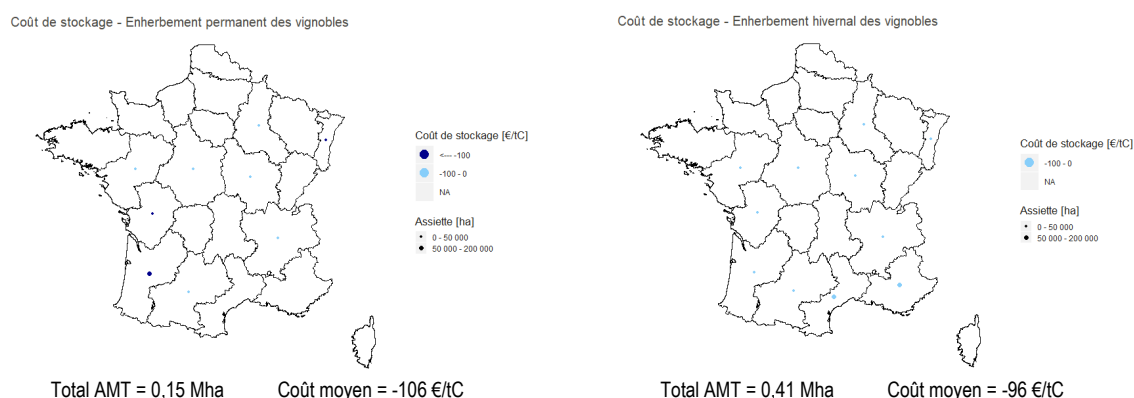 Coût de stockage - Enherbement permanent des vignobles
Coût de stockage [€/tC]
<— -100
-100 - 0
NA
Assiette [ha]
0 - 50 000
50 000 - 200 000
Total AMT = 0,15 Mha Coût moyen = -106 €/tC
Coût de stockage - Enherbement hivernal des vignobles
Coût de stockage [€/tC]
-100 - 0
NA
Assiette [ha]
0 - 50 000
50 000 - 200 000
Total AMT = 0,41 Mha Coût moyen = -96 €/tC